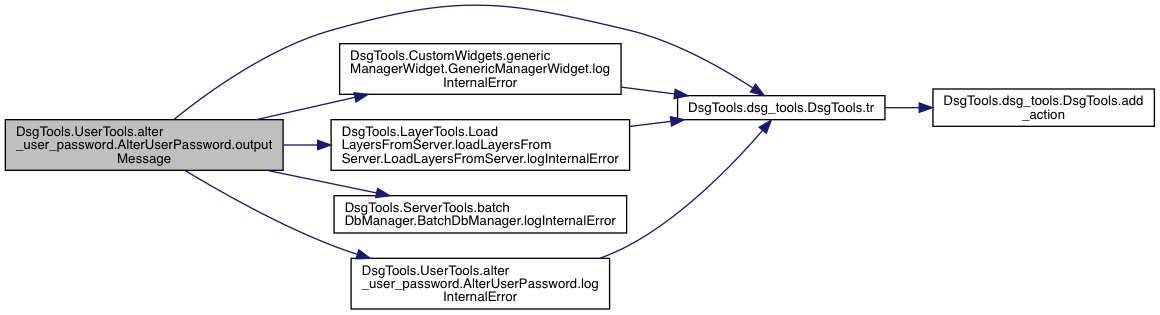 DsgTools.UserTools.alter
_user_password.AlterUserPassword.output
Message
DsgTools.CustomWidgets.generic
ManagerWidget.GenericManagerWidget.log
InternalError
DsgTools.LayerTools.Load
LayersFromServer.loadLayersFrom
Server.LoadLayersFromServer.logInternalError
DsgTools.ServerTools.batch
DbManager.BatchDbManager.logInternalError
DsgTools.UserTools.alter
_user_password.AlterUserPassword.log
InternalError
DsgTools.dsg_tools.DsgTools.tr
DsgTools.dsg_tools.DsgTools.add
_action